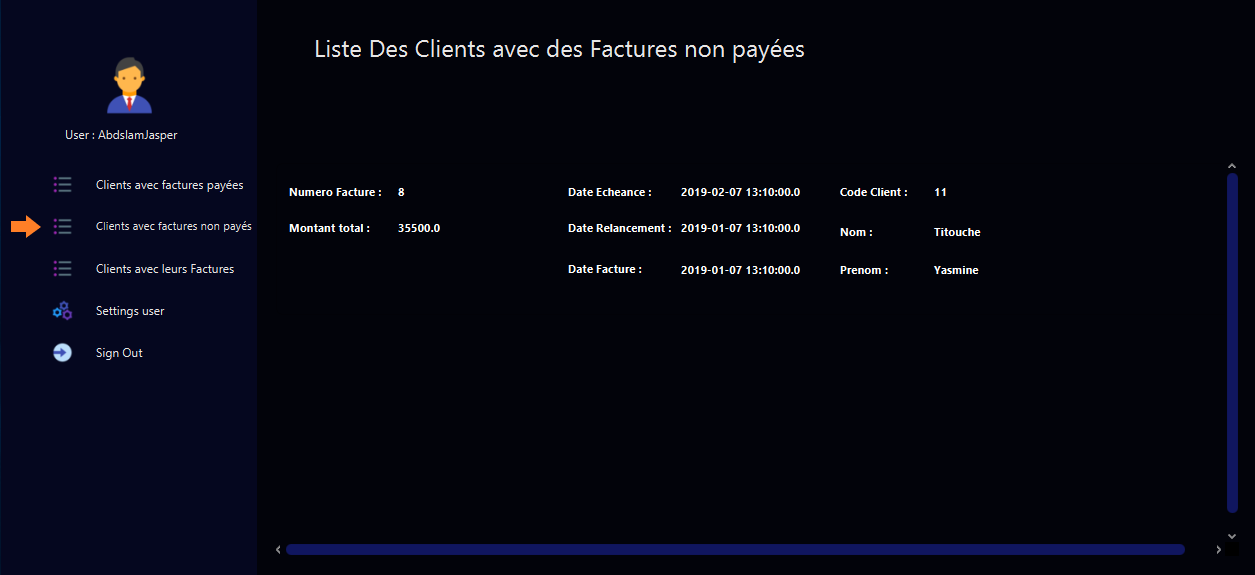 Liste Des Clients avec des Factures non payées
User : AbdslamJasper
Clients avec factures payées
Clients avec factures non payés
Clients avec leurs Factures
Settings user
Sign Out
Numero Facture : 8 Date Echeance : 2019-02-07 13:10:00.0 Code Client : 11
Montant total : 35500.0 Date Relancement : 2019-01-07 13:10:00.0 Nom : Titouche
Date Facture : 2019-01-07 13:10:00.0 Prenom : Yasmine